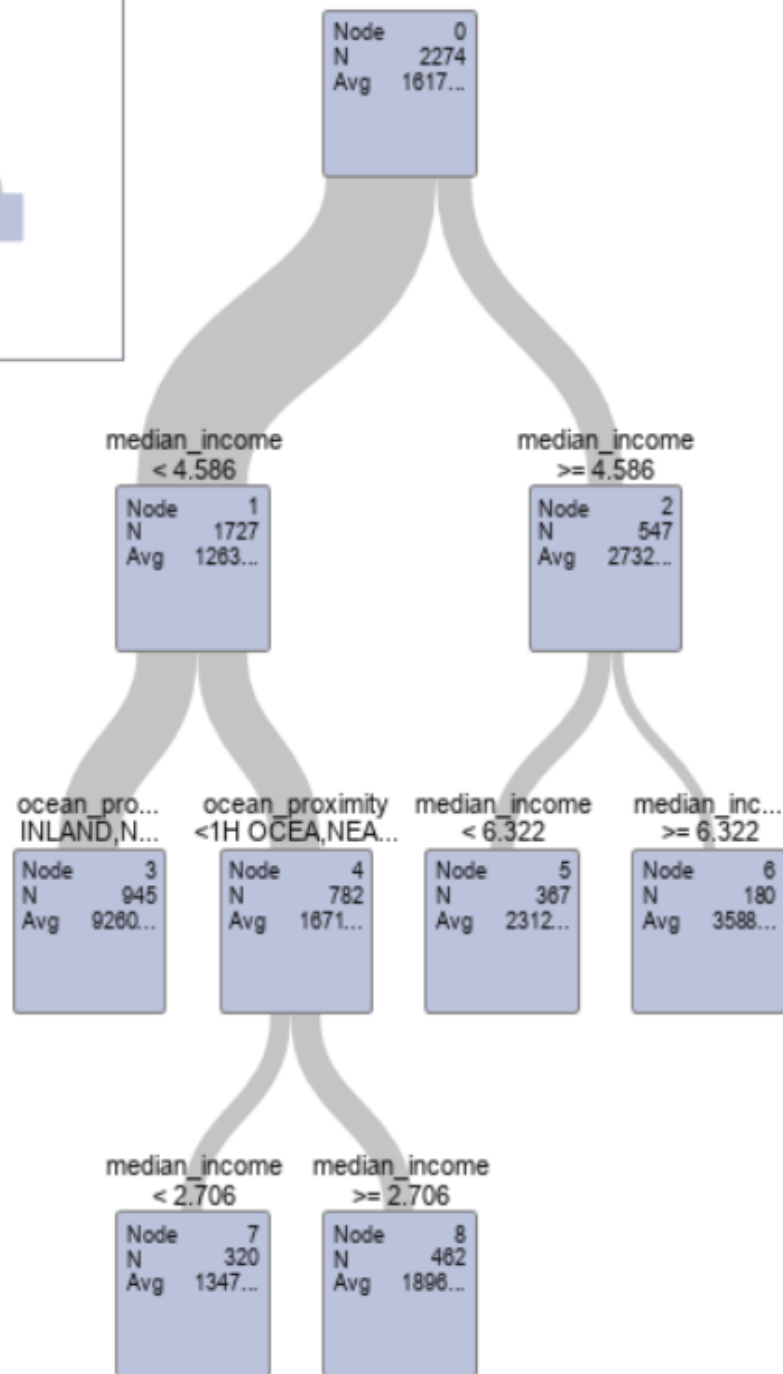 Node 0
N 2274
Avg 1617...
median_income
< 4.586
median_income
>= 4.586
Node 1
N 1727
Avg 1263...
Node 2
N 547
Avg 2732...
ocean_pro...
INLAND,N...
ocean_proximity
<1H OCEA,NEA...
median_income
< 6.322
median_inc...
>= 6.322
Node 3
N 945
Avg 9260...
Node 4
N 782
Avg 1671...
Node 5
N 367
Avg 2312...
Node 6
N 180
Avg 3588...
median_income
< 2.706
median_income
>= 2.706
Node 7
N 320
Avg 1347...
Node 8
N 462
Avg 1896...